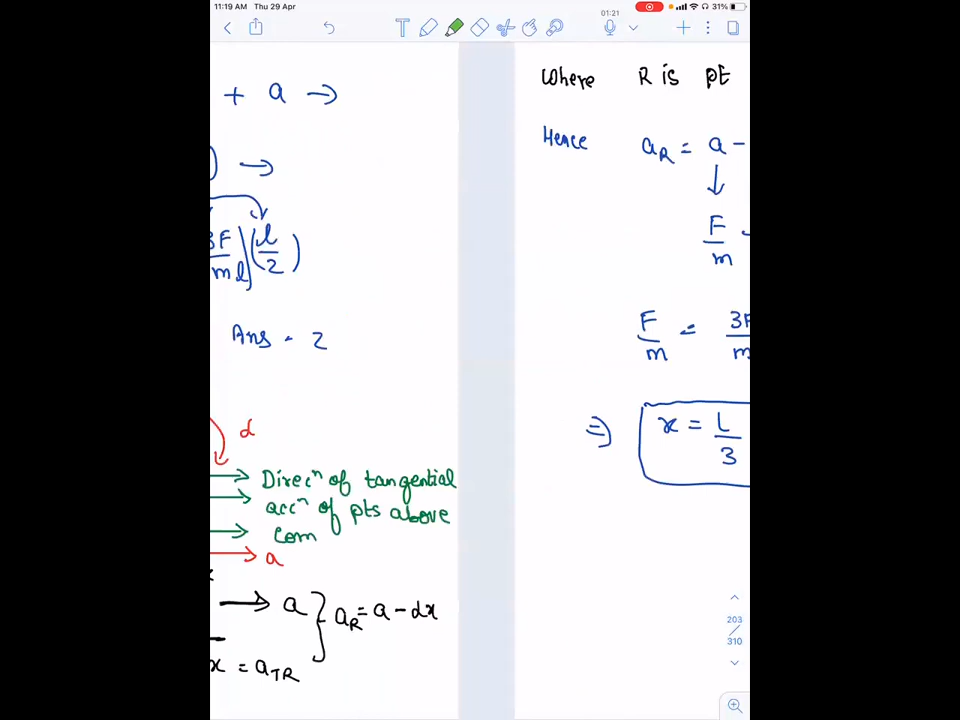 11:19 AM Thu 29 Apr
31%
01:21
+ a →
) →
3F/ml (l/2)
Ans = 2
α
Direcⁿ of tangential
accⁿ of pts above
com
a
a } aR = a - αx
x = aTR
Where R is pt
Hence aR = a -
↓
F/m -
F/m = 3F/m
⇒ x = L/3
203
310